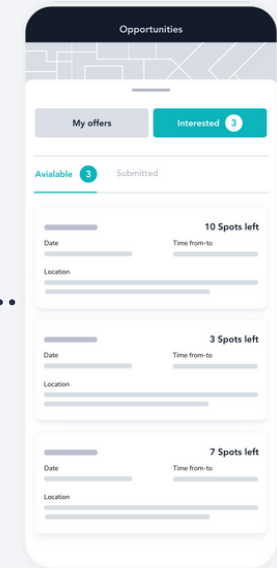 Opportunities
My offers
Interested 3
Avialable 3
Submitted
10 Spots left
Date
Time from-to
Location
3 Spots left
Date
Time from-to
Location
7 Spots left
Date
Time from-to
Location